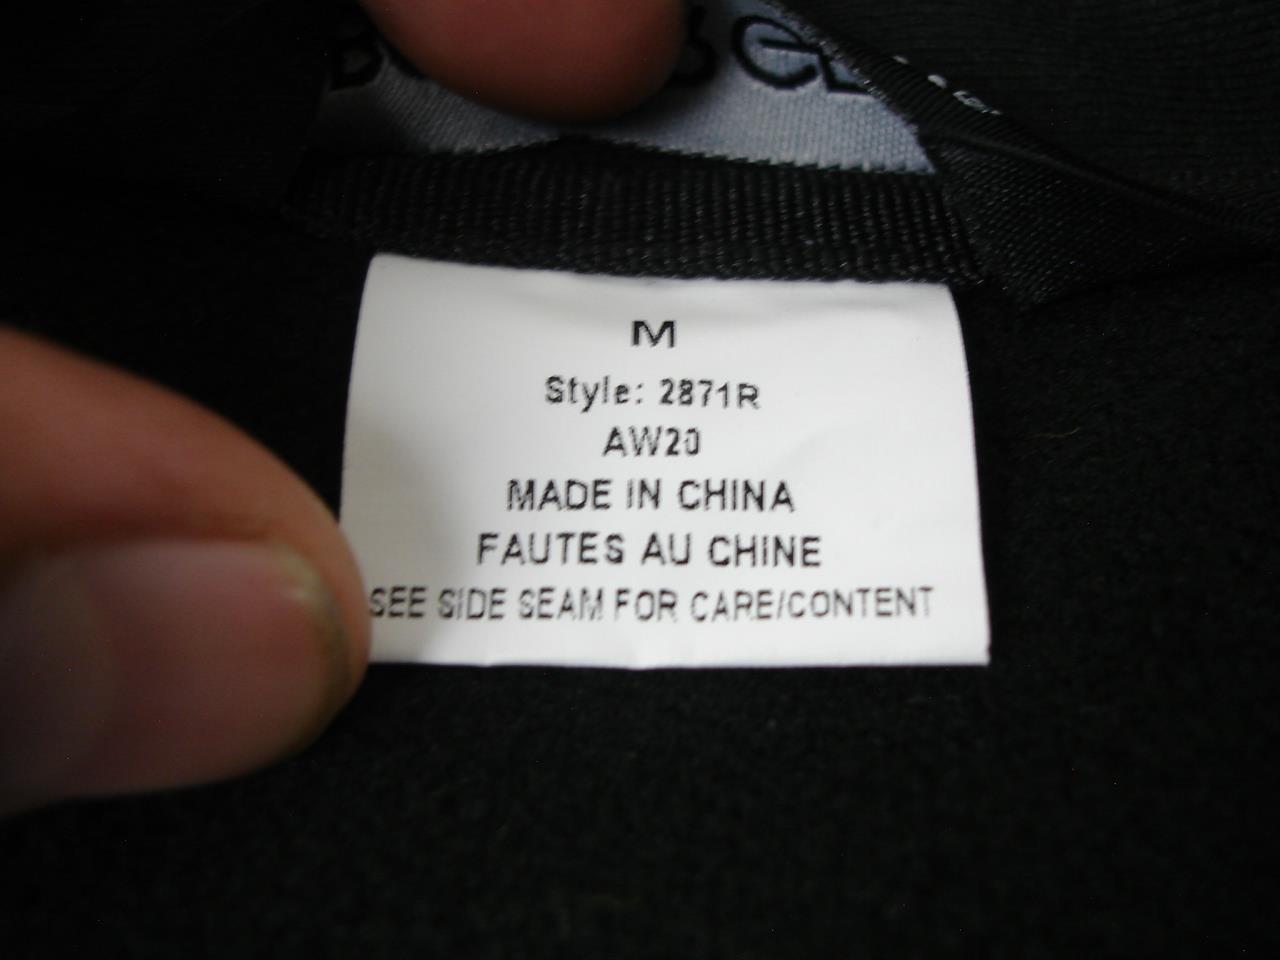 M
Style: 2871R
AW20
MADE IN CHINA
FAUTES AU CHINE
SEE SIDE SEAM FOR CARE/CONTENT